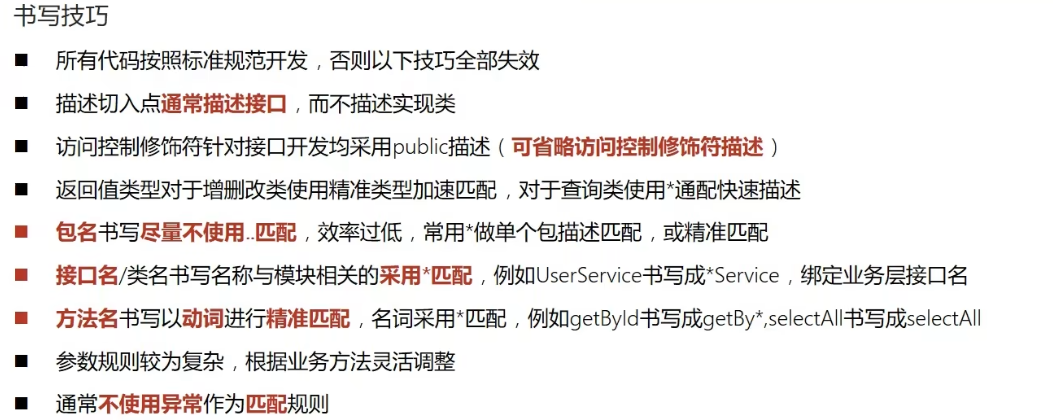 书写技巧
所有代码按照标准规范开发，否则以下技巧全部失效
描述切入点通常描述接口，而不描述实现类
访问控制修饰符针对接口开发均采用public描述（可省略访问控制修饰符描述）
返回值类型对于增删改类使用精准类型加速匹配，对于查询类使用*通配快速描述
包名书写尽量不使用..匹配，效率过低，常用*做单个包描述匹配，或精准匹配
接口名/类名书写名称与模块相关的采用*匹配，例如UserService书写成*Service，绑定业务层接口名
方法名书写以动词进行精准匹配，名词采用*匹配，例如getById书写成getBy*,selectAll书写成selectAll
参数规则较为复杂，根据业务方法灵活调整
通常不使用异常作为匹配规则